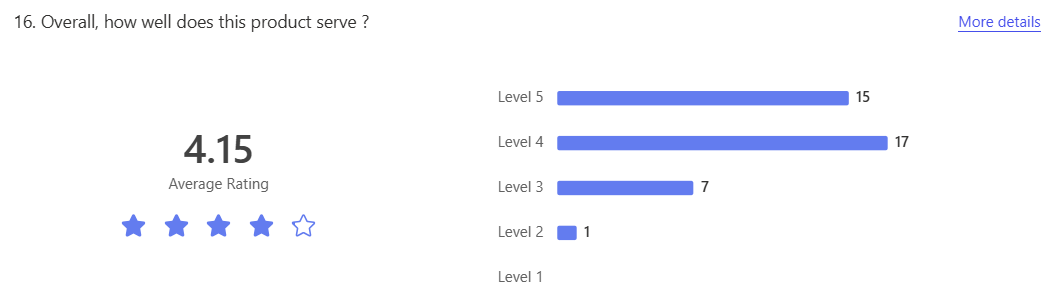 16. Overall, how well does this product serve ?
More details
4.15
Average Rating
Level 5 15
Level 4 17
Level 3 7
Level 2 1
Level 1